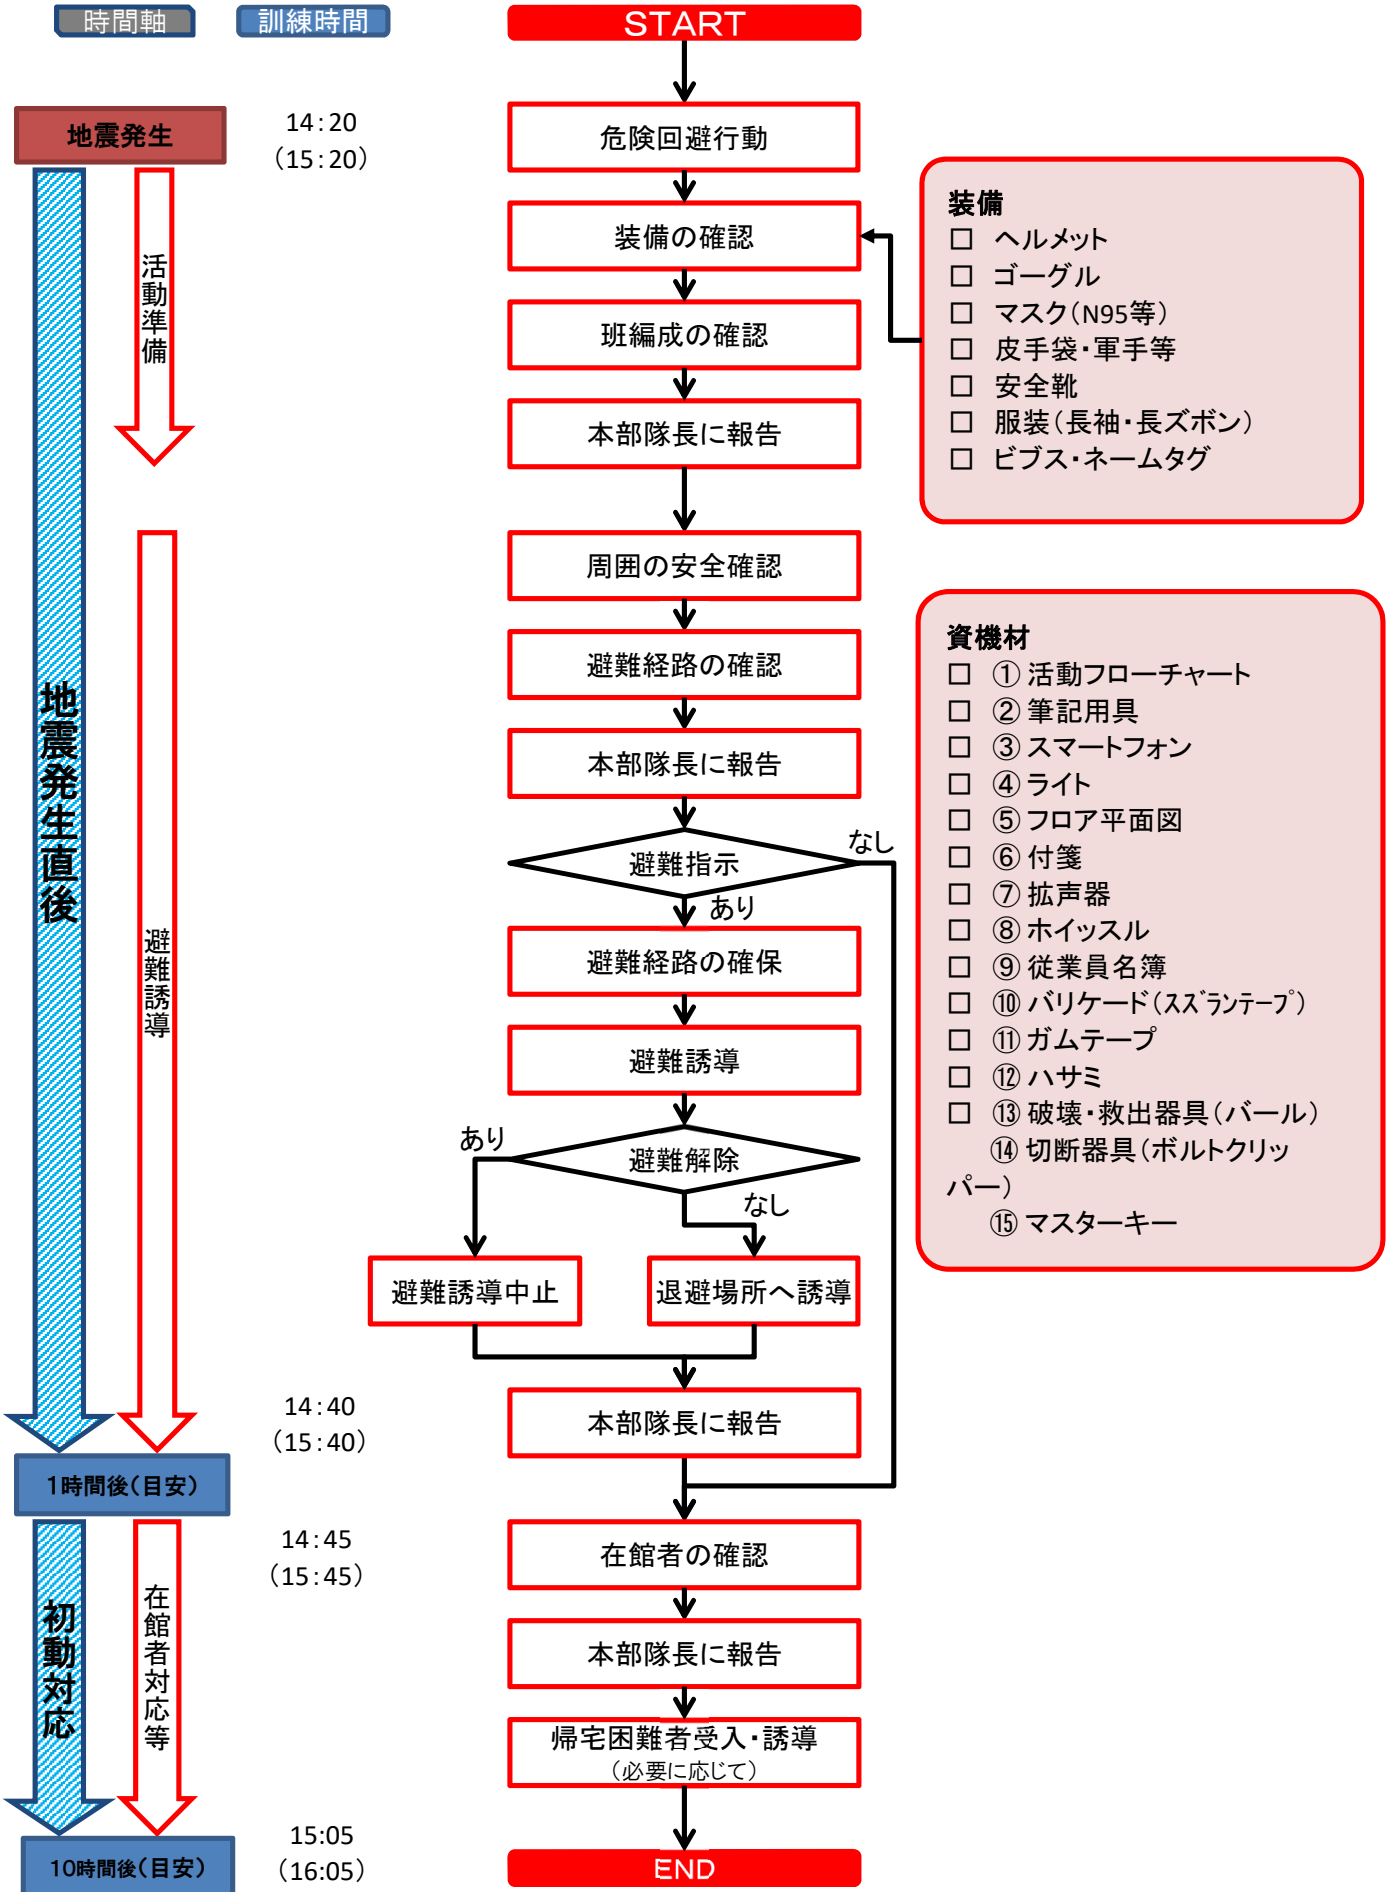 時間軸
訓練時間
START
地震発生
14：20
（15：20）
危険回避行動
装備の確認
班編成の確認
本部隊長に報告
活動準備
装備
□ ヘルメット
□ ゴーグル
□ マスク（N95等）
□ 皮手袋・軍手等
□ 安全靴
□ 服装（長袖・長ズボン）
□ ビブス・ネームタグ
周囲の安全確認
避難経路の確認
本部隊長に報告
避難指示
なし
あり
避難経路の確保
避難誘導
避難解除
あり
なし
避難誘導中止
退避場所へ誘導
地震発生直後
避難誘導
資機材
□ ①活動フローチャート
□ ②筆記用具
□ ③スマートフォン
□ ④ライト
□ ⑤フロア平面図
□ ⑥付箋
□ ⑦拡声器
□ ⑧ホイッスル
□ ⑨従業員名簿
□ ⑩バリケード（ｽｽﾞﾗﾝﾃｰﾌﾟ）
□ ⑪ガムテープ
□ ⑫ハサミ
□ ⑬破壊・救出器具（バール）
⑭切断器具（ボルトクリッ
パー）
⑮マスターキー
14：40
（15：40）
本部隊長に報告
1時間後（目安）
14：45
（15：45）
在館者の確認
本部隊長に報告
帰宅困難者受入・誘導
（必要に応じて）
初動対応
在館者対応等
10時間後（目安）
15:05
（16:05）
END